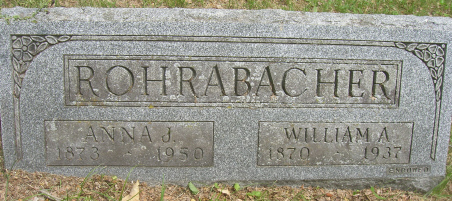 ROHRABACHER
ANNA J.
1873 - 1950
WILLIAM A.
1870 - 1937